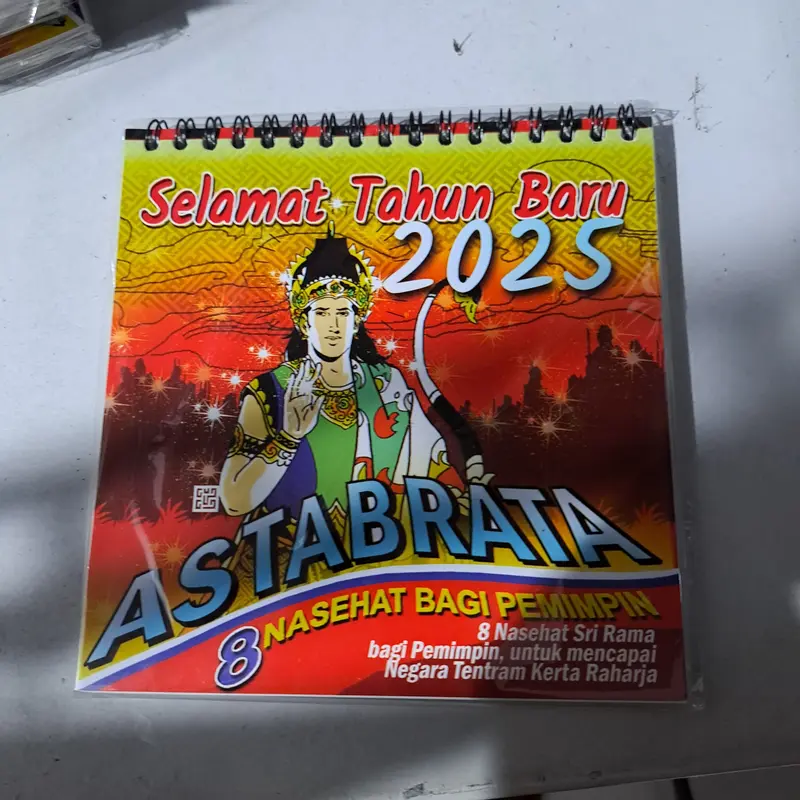 Selamat Tahun Baru
2025
ASTABRATA
8 NASEHAT BAGI PEMIMPIN
8 Nasehat Sri Rama
bagi Pemimpin, untuk mencapai
Negara Tentram Kerta Raharja